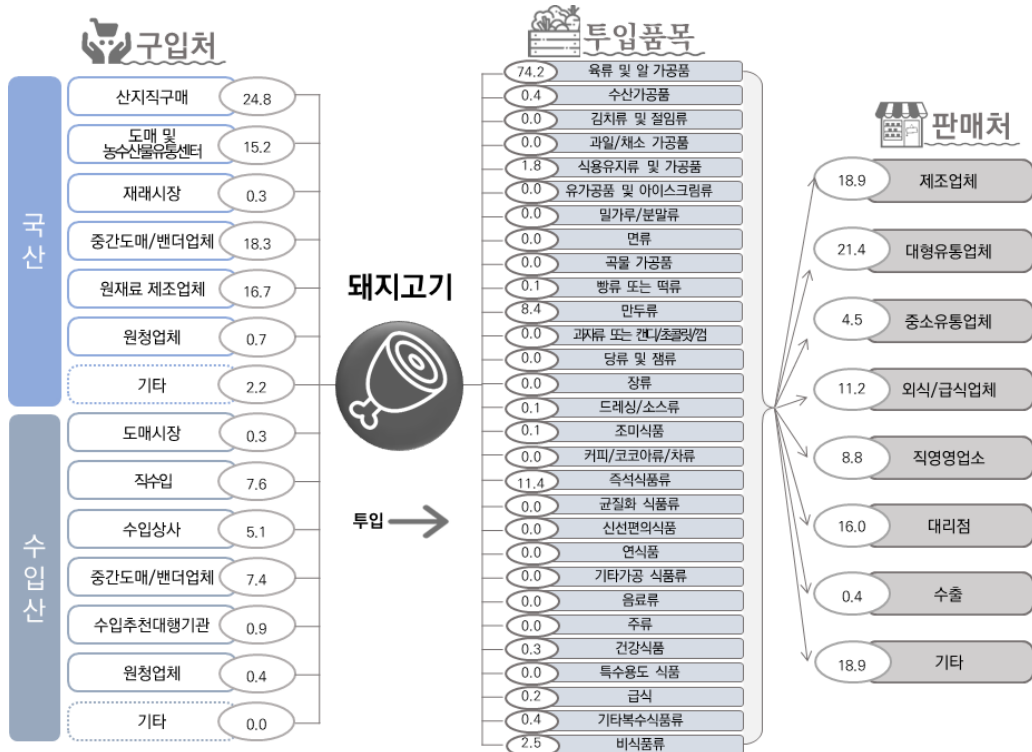 구입처
국산
산지직구매 24.8
도매 및
농수산물유통센터 15.2
재래시장 0.3
중간도매/밴더업체 18.3
원재료 제조업체 16.7
원청업체 0.7
기타 2.2
수입산
도매시장 0.3
직수입 7.6
수입상사 5.1
중간도매/밴더업체 7.4
수입추천대행기관 0.9
원청업체 0.4
기타 0.0
돼지고기
투입
투입품목
74.2 육류 및 알 가공품
0.4 수산가공품
0.0 김치류 및 절임류
0.0 과일/채소 가공품
1.8 식용유지류 및 가공품
0.0 유가공품 및 아이스크림류
0.0 밀가루/분말류
0.0 면류
0.0 곡물 가공품
0.1 빵류 또는 떡류
8.4 만두류
0.0 과자류 또는 캔디/초콜릿/껌
0.0 당류 및 잼류
0.0 장류
0.1 드레싱/소스류
0.1 조미식품
0.0 커피/코코아류/차류
11.4 즉석식품류
0.0 균질화 식품류
0.0 신선편의식품
0.0 연식품
0.0 기타가공 식품류
0.0 음료류
0.0 주류
0.3 건강식품
0.0 특수용도 식품
0.2 급식
0.4 기타복수식품류
2.5 비식품류
판매처
18.9 제조업체
21.4 대형유통업체
4.5 중소유통업체
11.2 외식/급식업체
8.8 직영영업소
16.0 대리점
0.4 수출
18.9 기타